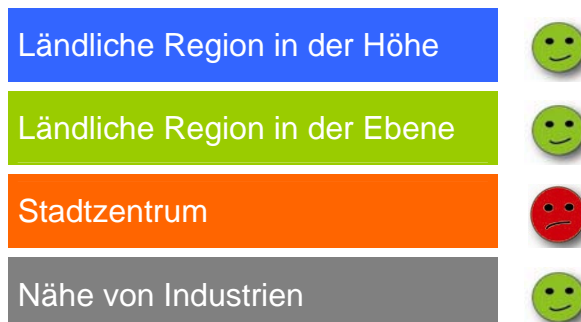 Ländliche Region in der Höhe
Ländliche Region in der Ebene
Stadtzentrum
Nähe von Industrien